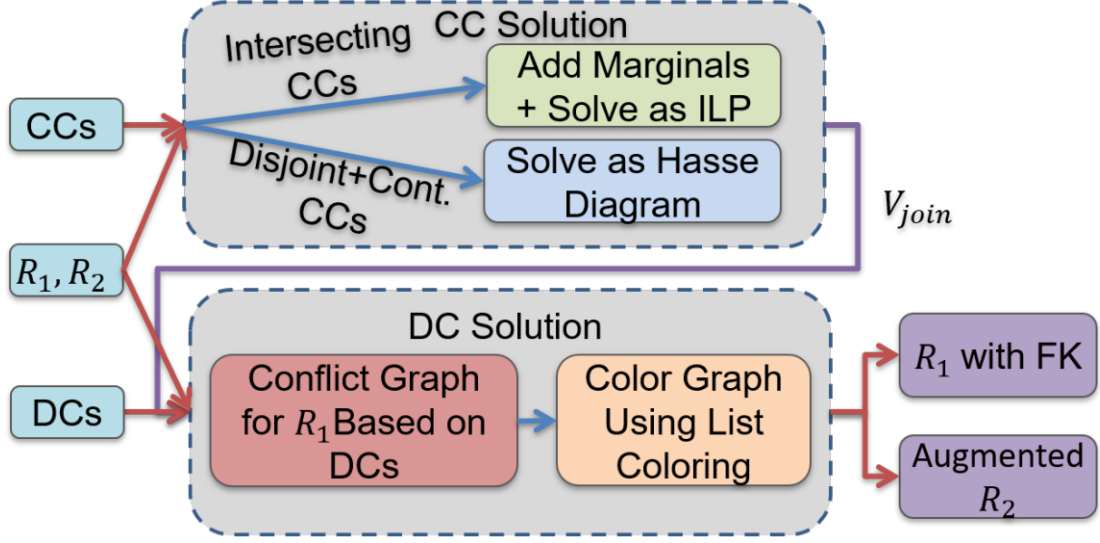 CC Solution
Intersecting
CCs
Add Marginals
+ Solve as ILP
CCs
Disjoint+Cont.
CCs
Solve as Hasse
Diagram
V_join
R_1, R_2
DC Solution
DCs
Conflict Graph
for R_1 Based on
DCs
Color Graph
Using List
Coloring
R_1 with FK
Augmented
R_2